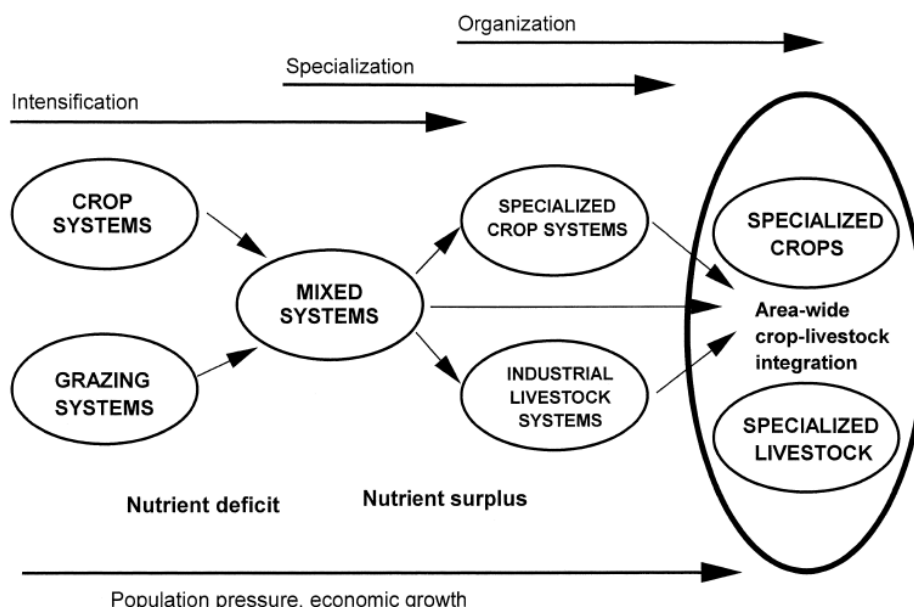 Organization
Specialization
Intensification
CROP
SYSTEMS
SPECIALIZED
CROP SYSTEMS
SPECIALIZED
CROPS
MIXED
SYSTEMS
Area-wide
crop-livestock
integration
GRAZING
SYSTEMS
INDUSTRIAL
LIVESTOCK
SYSTEMS
SPECIALIZED
LIVESTOCK
Nutrient deficit
Nutrient surplus
Population pressure, economic growth